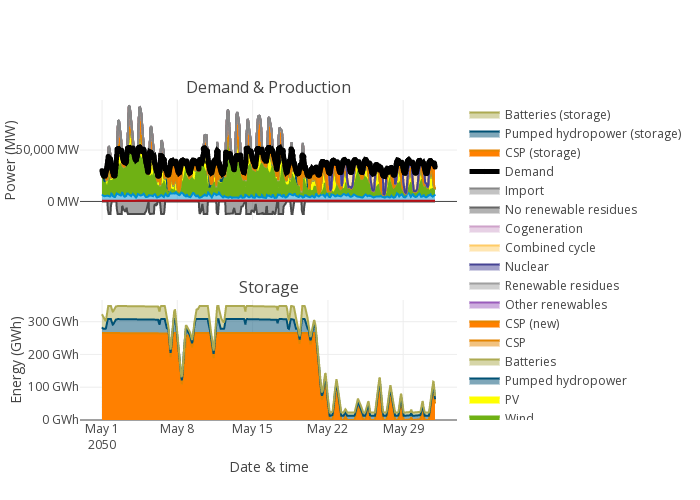 Demand & Production
Power (MW)
50,000 MW
0 MW
Storage
Energy (GWh)
300 GWh
200 GWh
100 GWh
0 GWh
May 1
2050
May 8
May 15
May 22
May 29
Date & time
Batteries (storage)
Pumped hydropower (storage)
CSP (storage)
Demand
Import
No renewable residues
Cogeneration
Combined cycle
Nuclear
Renewable residues
Other renewables
CSP (new)
CSP
Batteries
Pumped hydropower
PV
Wind